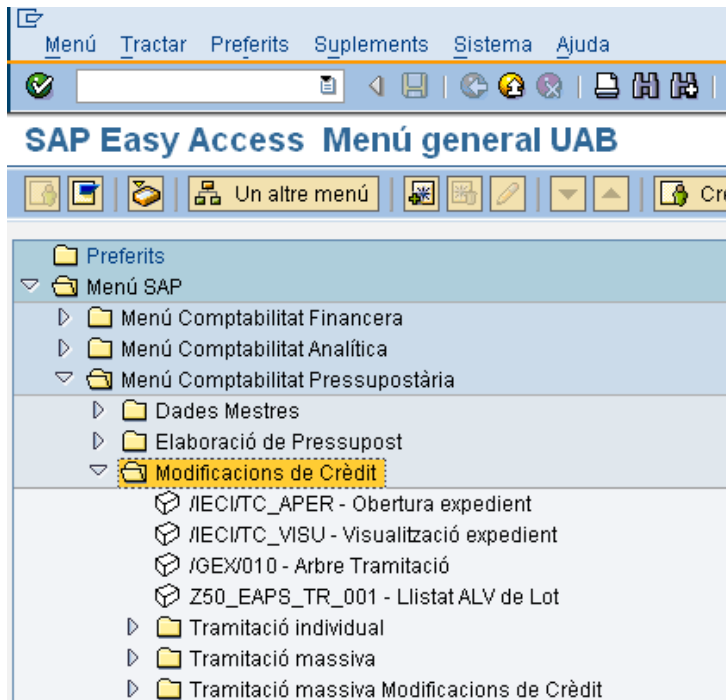 Menú Tractar Preferits Suplements Sistema Ajuda
SAP Easy Access Menú general UAB
Un altre menú Cre
Preferits
Menú SAP
Menú Comptabilitat Financera
Menú Comptabilitat Analítica
Menú Comptabilitat Pressupostària
Dades Mestres
Elaboració de Pressupost
Modificacions de Crèdit
/IECI/TC_APER - Obertura expedient
/IECI/TC_VISU - Visualització expedient
/GEX/010 - Arbre Tramitació
Z50_EAPS_TR_001 - Llistat ALV de Lot
Tramitació individual
Tramitació massiva
Tramitació massiva Modificacions de Crèdit